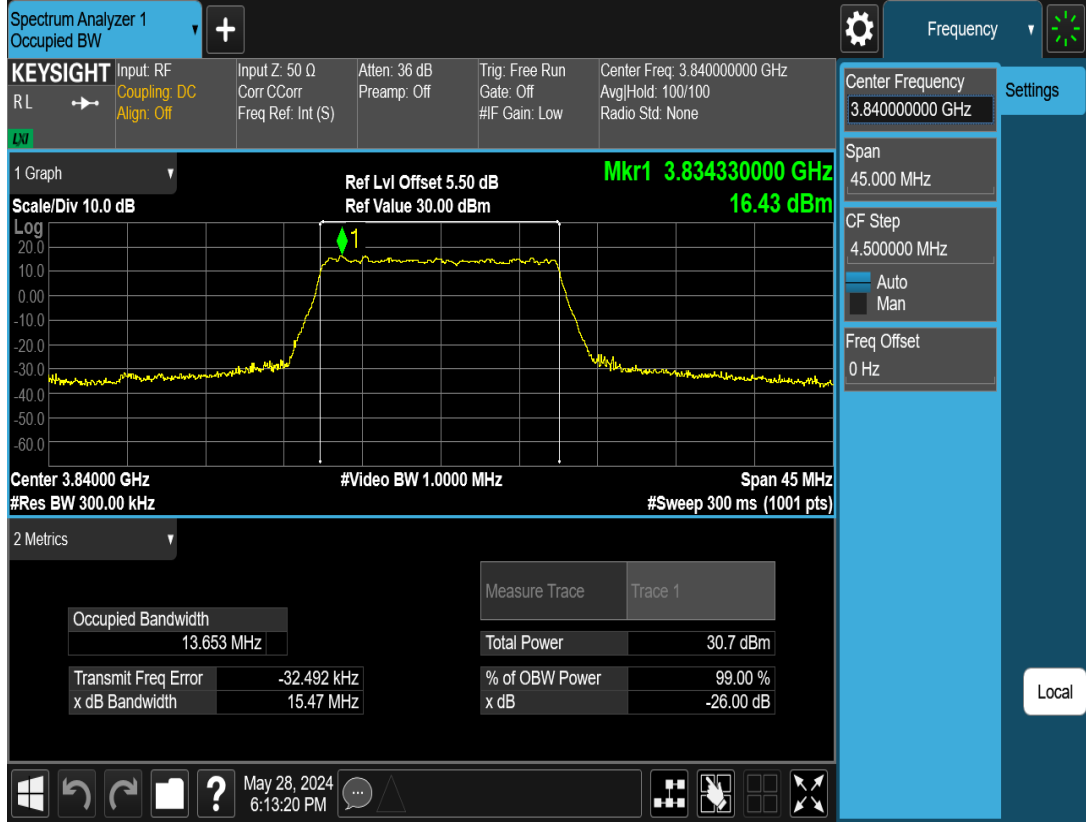 Spectrum Analyzer 1
Occupied BW
+
Frequency
KEYSIGHT
R L
LXI
Input: RF
Coupling: DC
Align: Off
Input Z: 50 Ω
Corr CCorr
Freq Ref: Int (S)
Atten: 36 dB
Preamp: Off
Trig: Free Run
Gate: Off
#IF Gain: Low
Center Freq: 3.840000000 GHz
Avg|Hold: 100/100
Radio Std: None
Center Frequency
3.840000000 GHz
Settings
Span
45.000 MHz
CF Step
4.500000 MHz
Auto
Man
Freq Offset
0 Hz
Local
1 Graph
Scale/Div 10.0 dB
Ref Lvl Offset 5.50 dB
Ref Value 30.00 dBm
Mkr1 3.834330000 GHz
16.43 dBm
Log
1
20.0
10.0
0.00
-10.0
-20.0
-30.0
-40.0
-50.0
-60.0
Center 3.84000 GHz
#Video BW 1.0000 MHz
Span 45 MHz
#Res BW 300.00 kHz
#Sweep 300 ms (1001 pts)
2 Metrics
Measure Trace
Trace 1
Occupied Bandwidth
13.653 MHz
Total Power
30.7 dBm
Transmit Freq Error
-32.492 kHz
% of OBW Power
99.00 %
x dB Bandwidth
15.47 MHz
x dB
-26.00 dB
?
May 28, 2024
6:13:20 PM